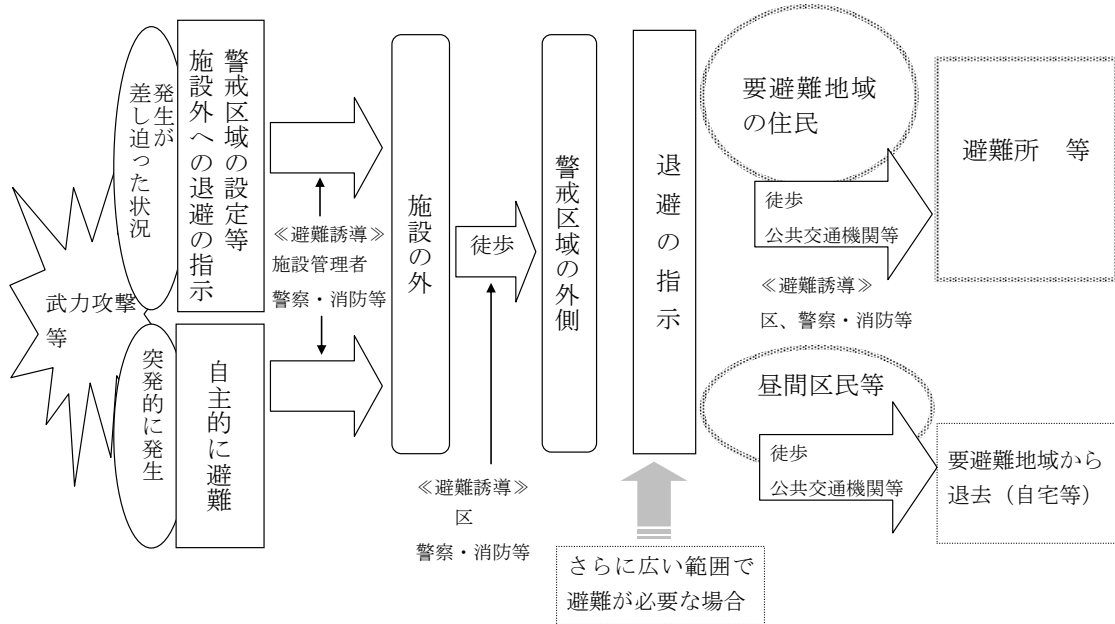 武力攻撃
等
発生が
差し迫った状況
警戒区域の設定等
施設外への退避の指示
突発的に発生
自主的に避難
≪避難誘導≫
施設管理者
警察・消防等
施設の外
徒歩
≪避難誘導≫
区
警察・消防等
警戒区域の外側
退避の指示
さらに広い範囲で
避難が必要な場合
要避難地域
の住民
徒歩
公共交通機関等
≪避難誘導≫
区、警察・消防等
避難所　等
昼間区民等
徒歩
公共交通機関等
要避難地域から
退去（自宅等）